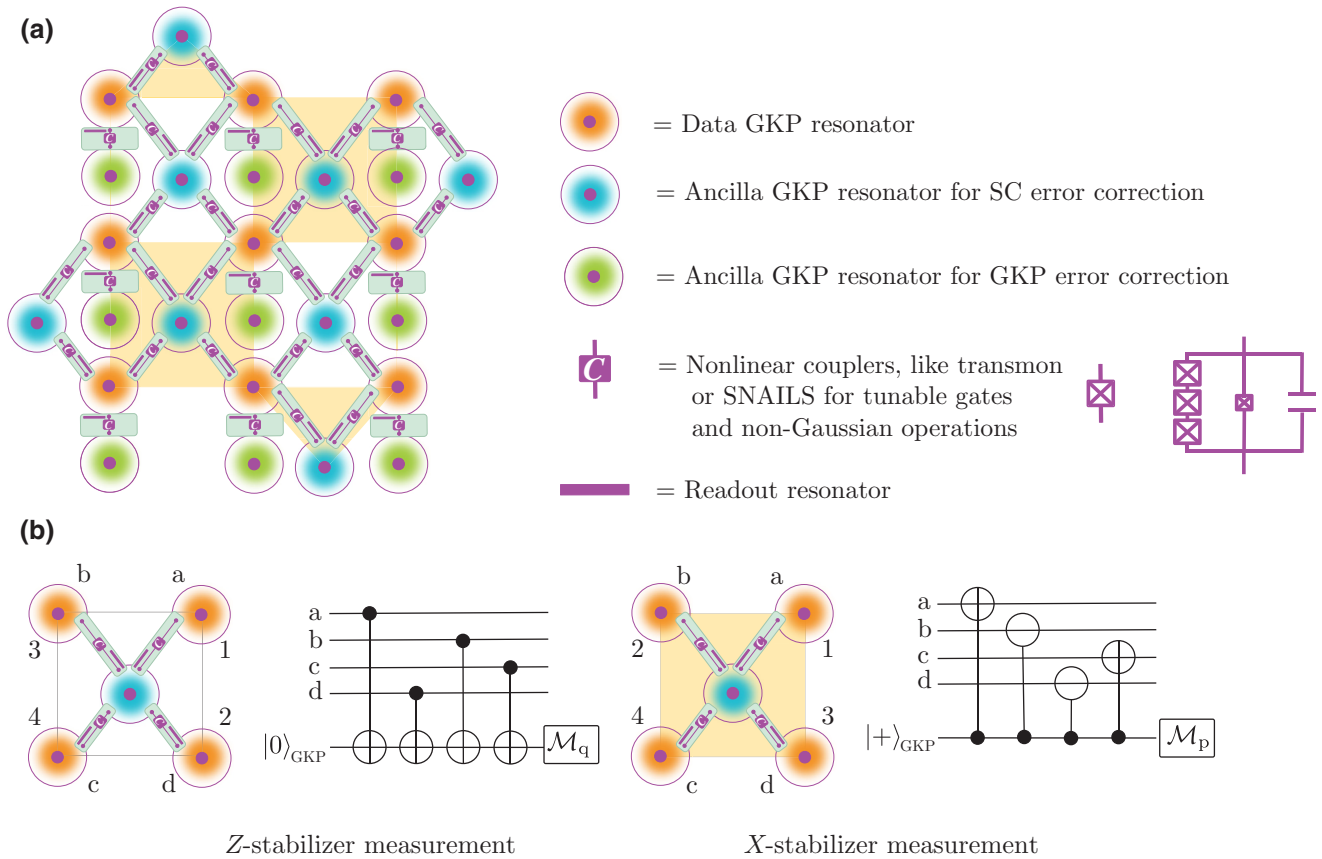 (a)
= Data GKP resonator
= Ancilla GKP resonator for SC error correction
= Ancilla GKP resonator for GKP error correction
C = Nonlinear couplers, like transmon
or SNAILS for tunable gates
and non-Gaussian operations
= Readout resonator
(b)
b a
3 1
4 2
c d
a
b
c
d
|0⟩GKP
Mq
b a
2 1
4 3
c d
a
b
c
d
|+⟩GKP
Mp
Z-stabilizer measurement
X-stabilizer measurement